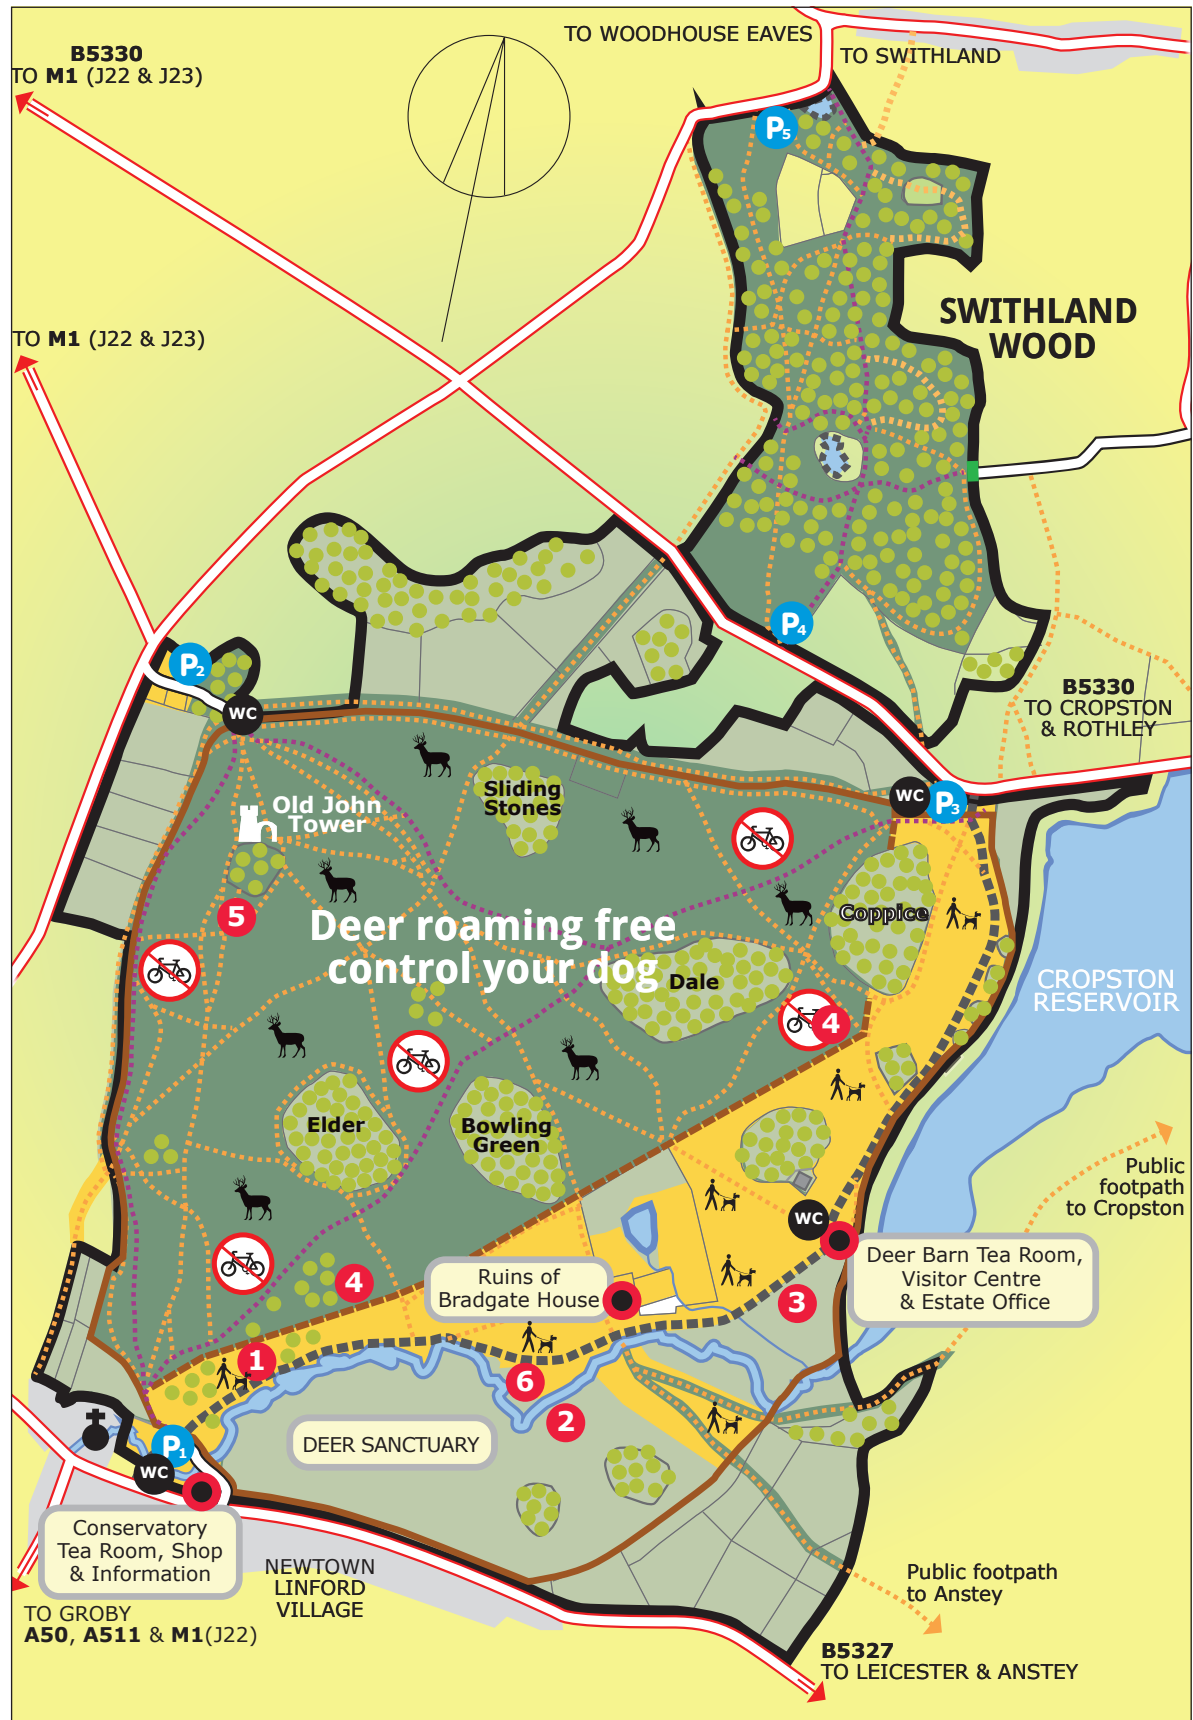 B5330
TO M1 (J22 & J23)
TO WOODHOUSE EAVES
TO SWITHLAND
P5
TO M1 (J22 & J23)
SWITHLAND
WOOD
P4
P2
WC
B5330
TO CROPSTON
& ROTHLEY
Sliding
Stones
WC
P3
Old John
Tower
5
Coppice
Deer roaming free
control your dog
Dale
CROPSTON
RESERVOIR
4
Elder
Bowling
Green
Public
footpath
to Cropston
WC
Deer Barn Tea Room,
Visitor Centre
& Estate Office
Ruins of
Bradgate House
4
3
1
6
2
DEER SANCTUARY
P1
WC
Conservatory
Tea Room, Shop
& Information
NEWTOWN
LINFORD
VILLAGE
Public footpath
to Anstey
TO GROBY
A50, A511 & M1(J22)
B5327
TO LEICESTER & ANSTEY